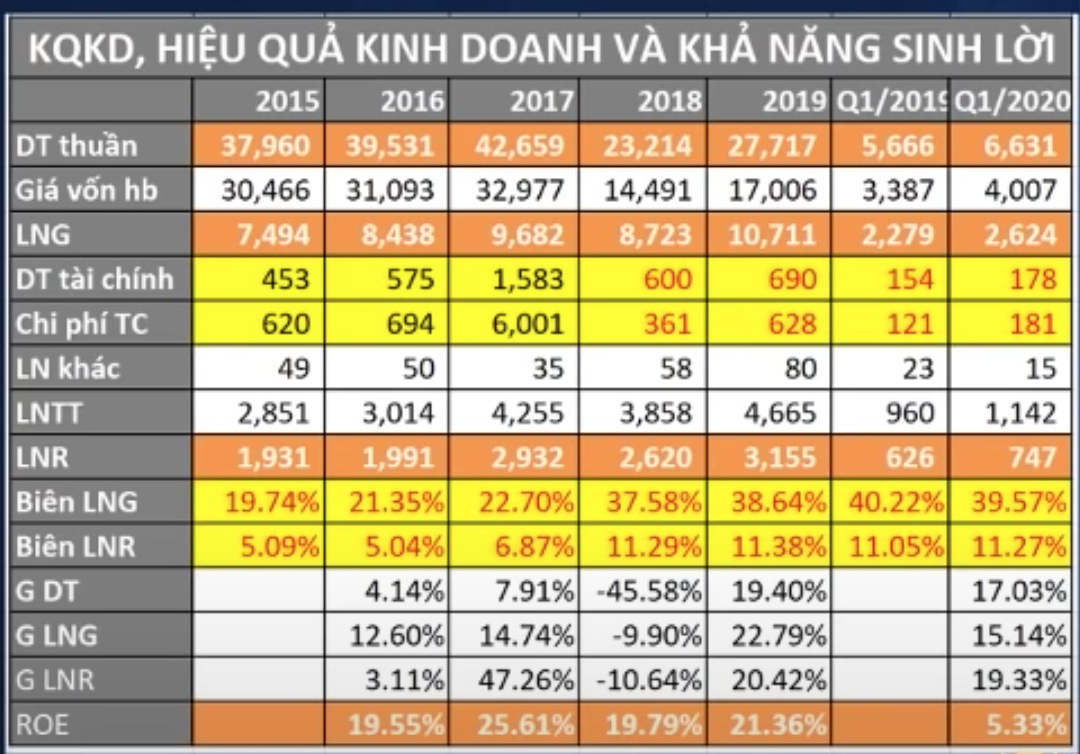 KQKD, HIỆU QUẢ KINH DOANH VÀ KHẢ NĂNG SINH LỜI
2015 2016 2017 2018 2019 Q1/2019 Q1/2020
DT thuần 37,960 39,531 42,659 23,214 27,717 5,666 6,631
Giá vốn hb 30,466 31,093 32,977 14,491 17,006 3,387 4,007
LNG 7,494 8,438 9,682 8,723 10,711 2,279 2,624
DT tài chính 453 575 1,583 600 690 154 178
Chi phí TC 620 694 6,001 361 628 121 181
LN khác 49 50 35 58 80 23 15
LNTT 2,851 3,014 4,255 3,858 4,665 960 1,142
LNR 1,931 1,991 2,932 2,620 3,155 626 747
Biên LNG 19.74% 21.35% 22.70% 37.58% 38.64% 40.22% 39.57%
Biên LNR 5.09% 5.04% 6.87% 11.29% 11.38% 11.05% 11.27%
G DT 4.14% 7.91% -45.58% 19.40% 17.03%
G LNG 12.60% 14.74% -9.90% 22.79% 15.14%
G LNR 3.11% 47.26% -10.64% 20.42% 19.33%
ROE 19.55% 25.61% 19.79% 21.36% 5.33%